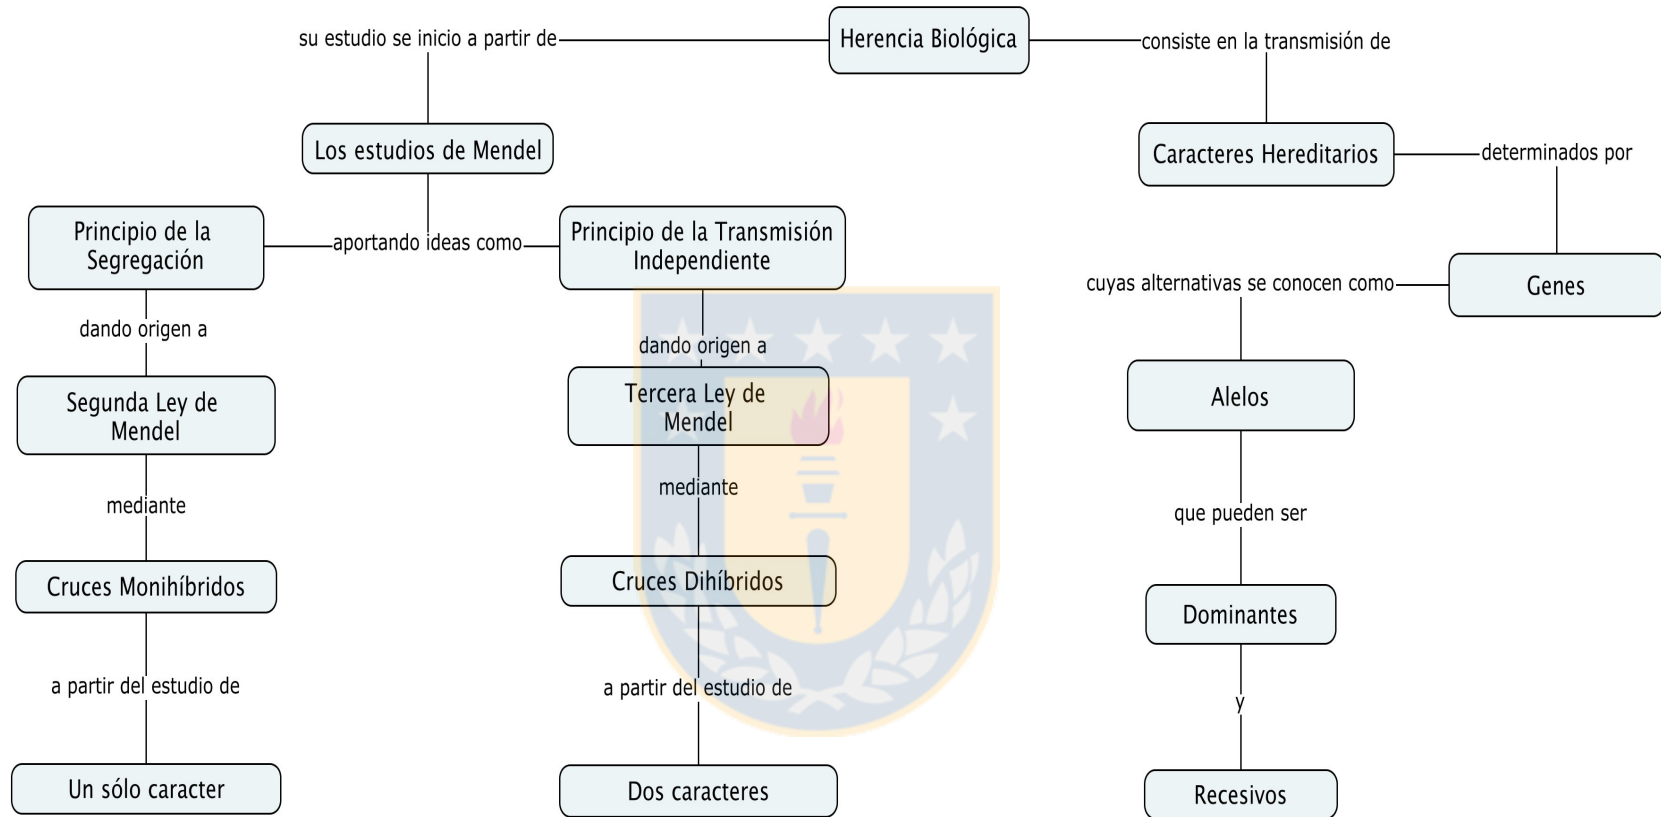 su estudio se inicio a partir de
Herencia Biológica
consiste en la transmisión de
Los estudios de Mendel
Caracteres Hereditarios
determinados por
Principio de la
Segregación
aportando ideas como
Principio de la Transmisión
Independiente
cuyas alternativas se conocen como
Genes
dando origen a
dando origen a
Segunda Ley de
Mendel
Tercera Ley de
Mendel
Alelos
mediante
mediante
que pueden ser
Cruces Monihíbridos
Cruces Dihíbridos
Dominantes
a partir del estudio de
a partir del estudio de
y
Un sólo caracter
Dos caracteres
Recesivos